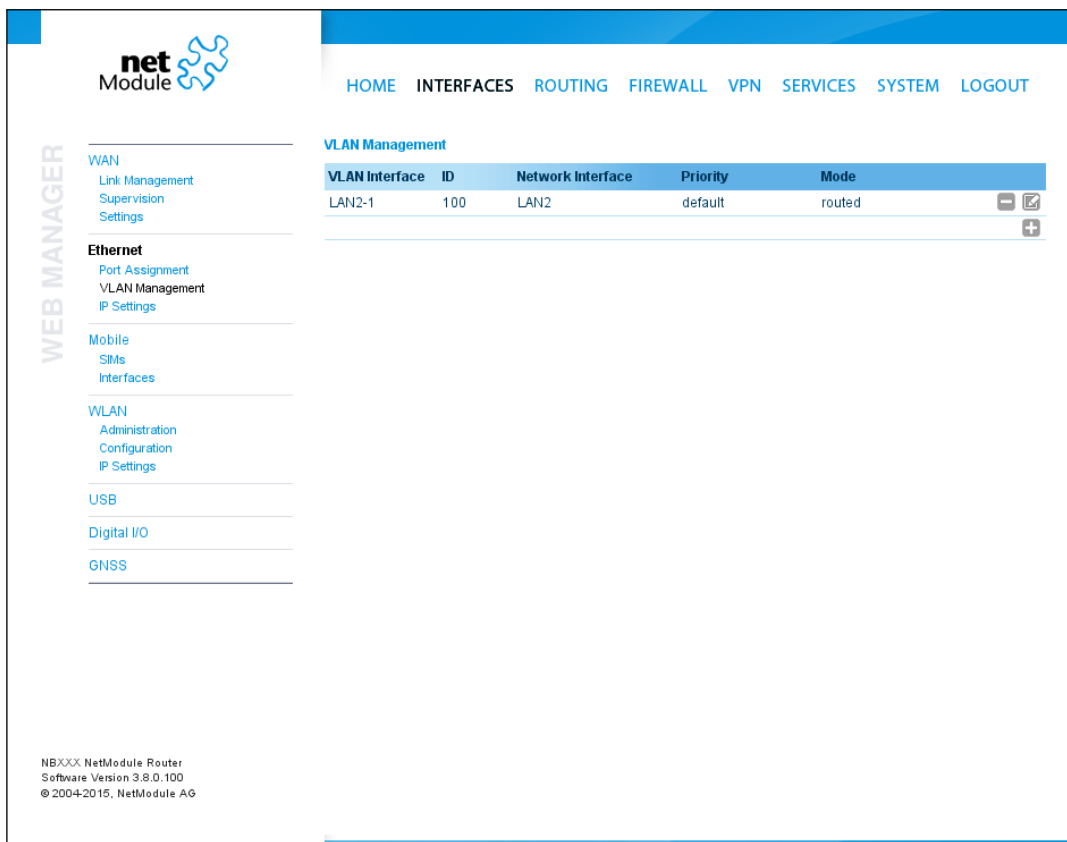 net
Module
HOME INTERFACES ROUTING FIREWALL VPN SERVICES SYSTEM LOGOUT
WEB MANAGER
WAN
Link Management
Supervision
Settings
Ethernet
Port Assignment
VLAN Management
IP Settings
Mobile
SIMs
Interfaces
WLAN
Administration
Configuration
IP Settings
USB
Digital I/O
GNSS
VLAN Management
VLAN Interface ID Network Interface Priority Mode
LAN2-1 100 LAN2 default routed
NBXXX NetModule Router
Software Version 3.8.0.100
© 2004-2015, NetModule AG